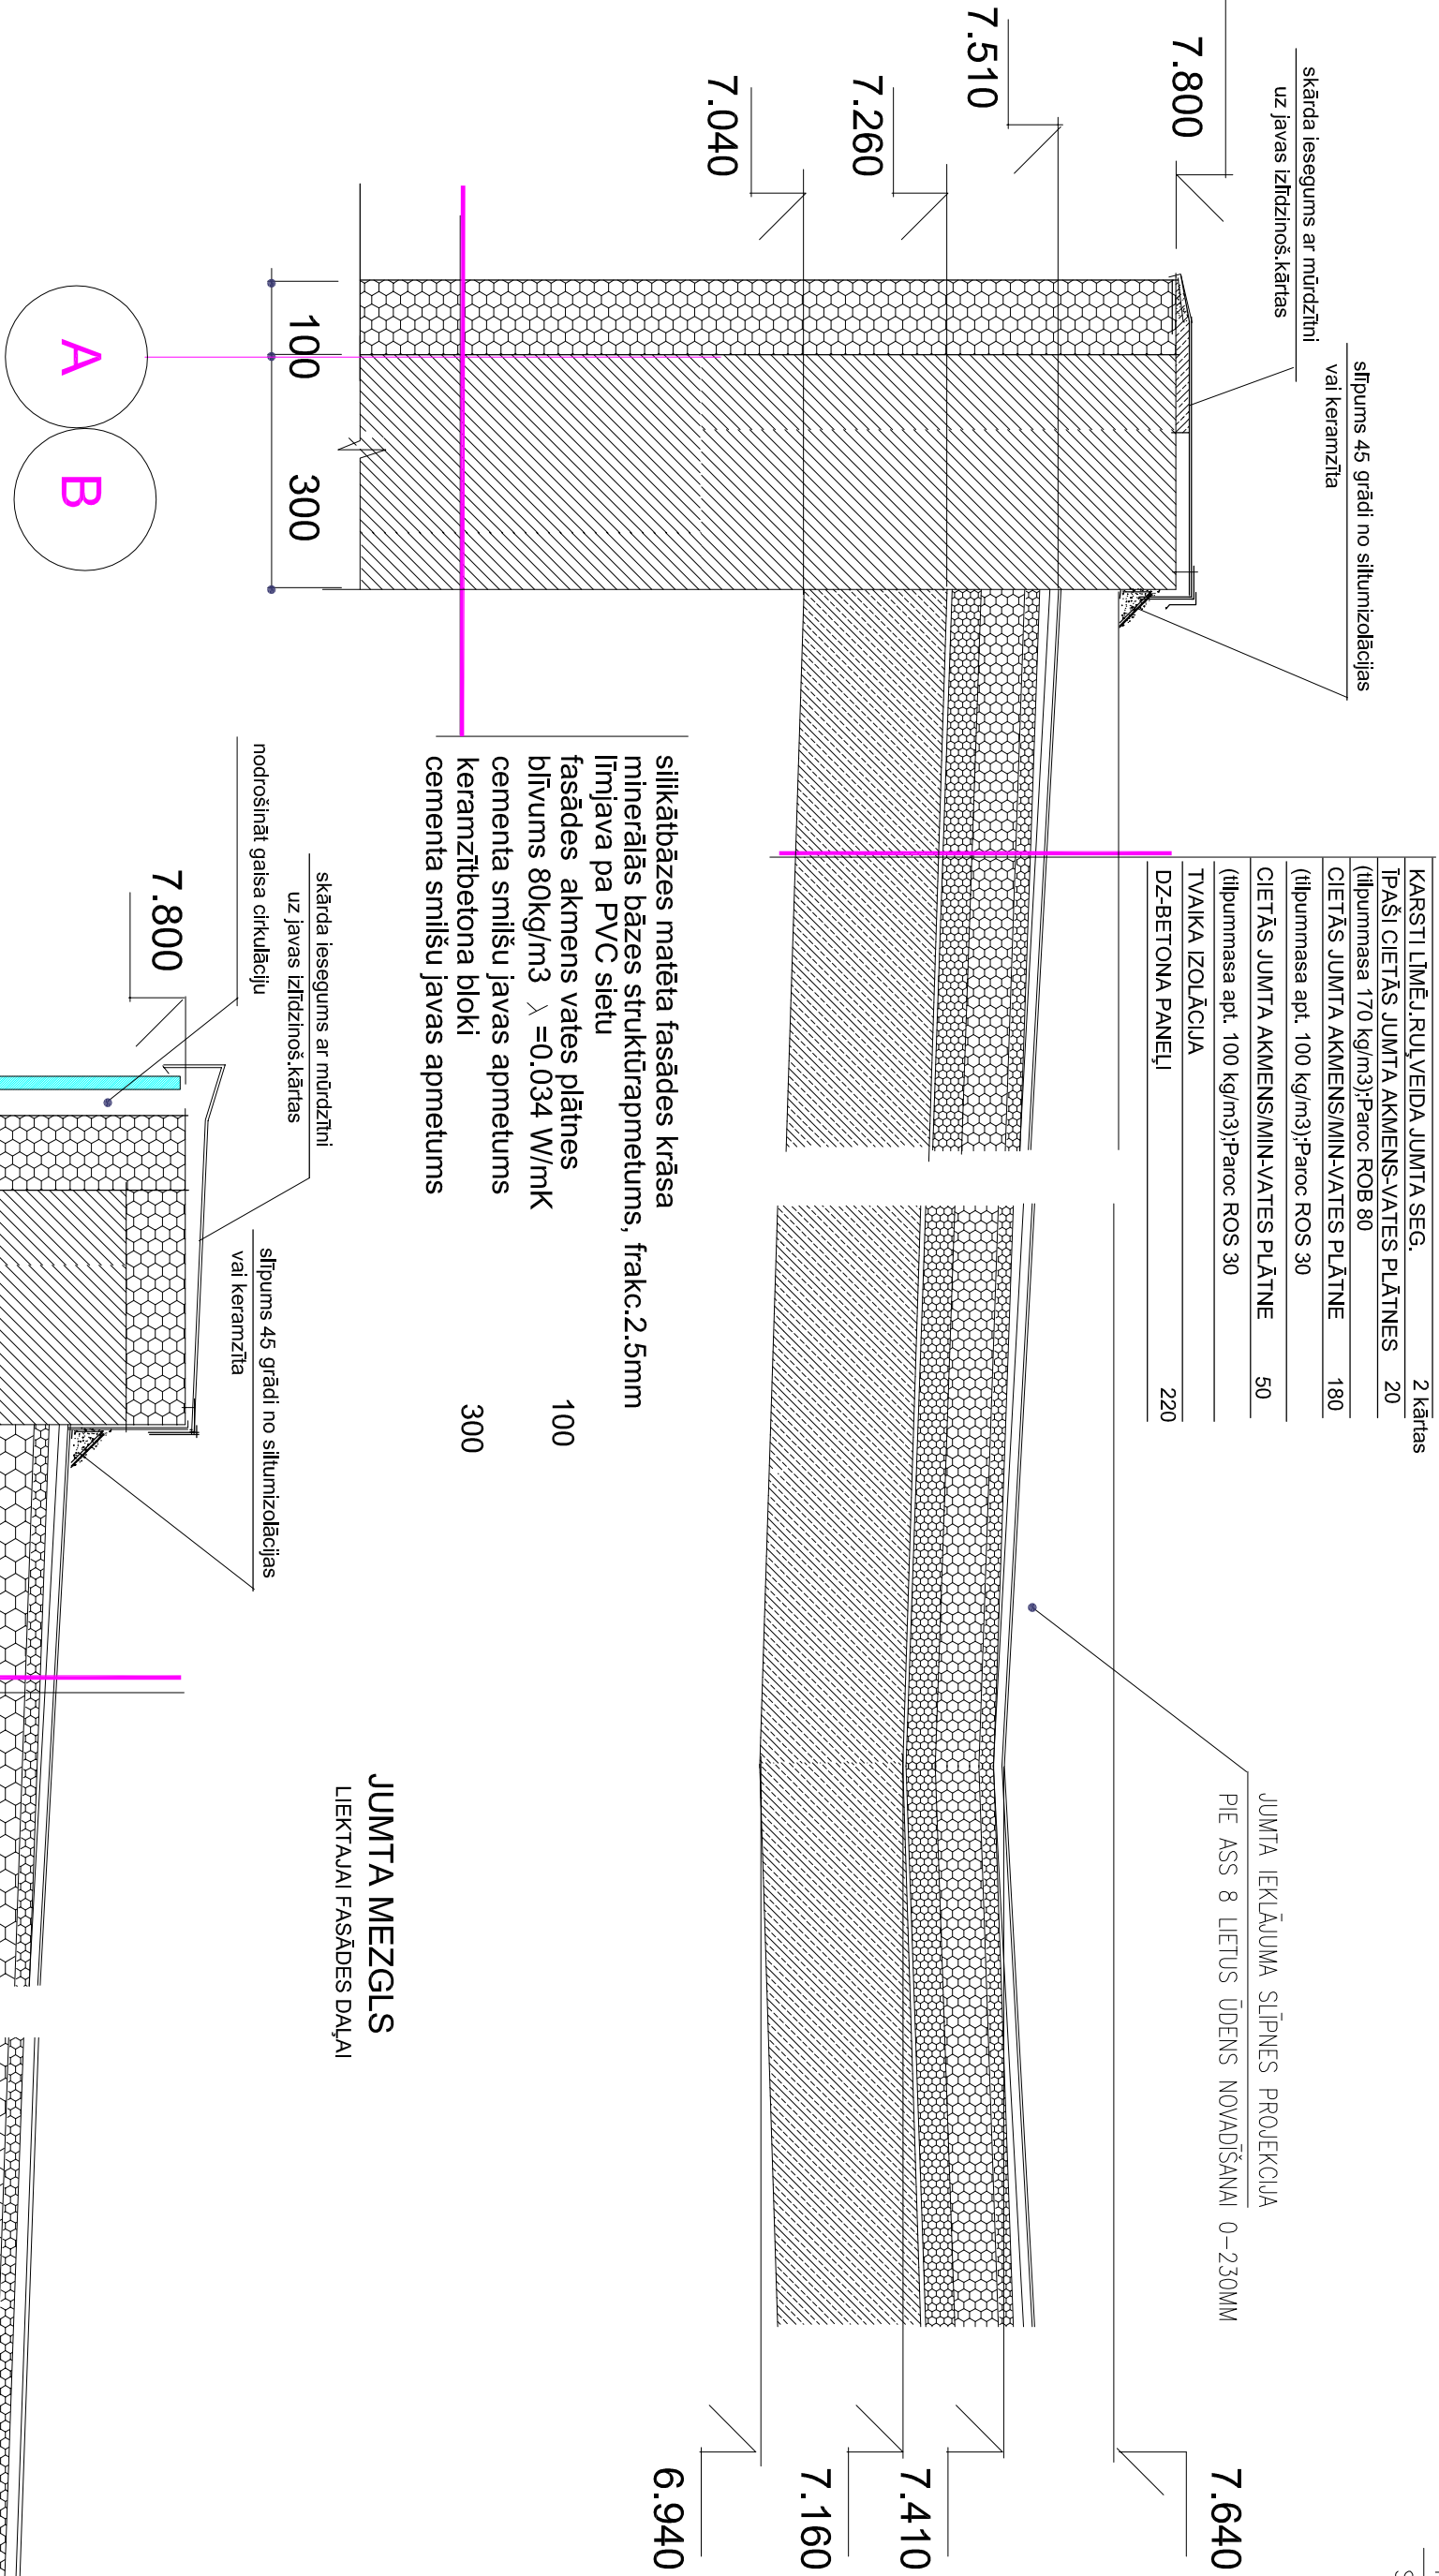 skārda iesegums ar mūrdzītni
uz javas izlīdzinoš.kārtas
slīpums 45 grādi no siltumizolācijas
vai keramzīta
7.800
7.510
7.260
7.040
KARSTI LĪMĒJ.RUĻVEIDA JUMTA SEG. 2 kārtas
ĪPAŠI CIETĀS JUMTA AKMENS-VATES PLĀTNES 20
(tilpummasa 170 kg/m3);Paroc ROB 80
CIETĀS JUMTA AKMENS/MIN-VATES PLĀTNE 180
(tilpummasa apt. 100 kg/m3);Paroc ROS 30
CIETĀS JUMTA AKMENS/MIN-VATES PLĀTNE 50
(tilpummasa apt. 100 kg/m3);Paroc ROS 30
TVAIKA IZOLĀCIJA
DZ-BETONA PANEĻI 220
JUMTA IEKLĀJUMA SLĪPNES PROJEKCIJA
PIE ASS 8 LIETUS ŪDENS NOVADĪŠANAI 0-230MM
7.640
7.410
7.160
6.940
silikātbāzes matēta fasādes krāsa
minerālās bāzes struktūrapmetums, frakc.2.5mm
līmjava pa PVC sietu
fasādes akmens vates plātnes 100
blīvums 80kg/m3 λ =0.034 W/mK
cementa smilšu javas apmetums
keramzītbetona bloki 300
cementa smilšu javas apmetums
100
300
A
B
JUMTA MEZGLS
LIEKTAJAI FASĀDES DAĻAI
skārda iesegums ar mūrdzītni
uz javas izlīdzinoš.kārtas
nodrošināt gaisa cirkulāciju
slīpums 45 grādi no siltumizolācijas
vai keramzīta
7.800